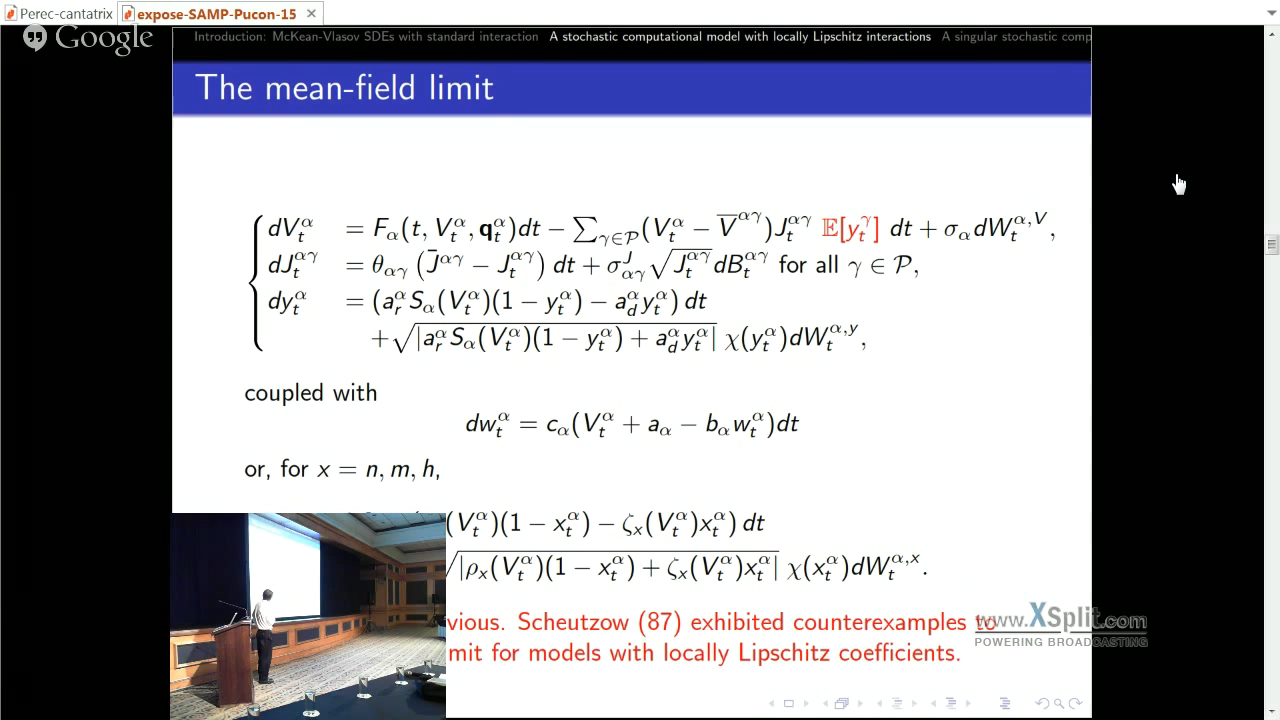 Perec-cantatrix
expose-SAMP-Pucon-15
Google
Introduction: McKean-Vlasov SDEs with standard interaction A stochastic computational model with locally Lipschitz interactions A singular stochastic comp
The mean-field limit
dV_t^α = F_α(t, V_t^α, q_t^α)dt − ∑_{γ∈𝒫}(V_t^α − V̅^{αγ})J_t^{αγ} 𝔼[y_t^γ] dt + σ_α dW_t^{α,V},
dJ_t^{αγ} = θ_{αγ} (J̄^{αγ} − J_t^{αγ}) dt + σ_{αγ}^J √(J_t^{αγ}) dB_t^{αγ} for all γ ∈ 𝒫,
dy_t^α = (a_r^α S_α(V_t^α)(1 − y_t^α) − a_d^α y_t^α) dt
+√(|a_r^α S_α(V_t^α)(1 − y_t^α) + a_d^α y_t^α|) χ(y_t^α)dW_t^{α,y},
coupled with
dw_t^α = c_α(V_t^α + a_α − b_α w_t^α)dt
or, for x = n, m, h,
(V_t^α)(1 − x_t^α) − ζ_x(V_t^α)x_t^α) dt
√(|ρ_x(V_t^α)(1 − x_t^α) + ζ_x(V_t^α)x_t^α|) χ(x_t^α)dW_t^{α,x}.
vious. Scheutzow (87) exhibited counterexamples to
mit for models with locally Lipschitz coefficients.
www.XSplit.com
POWERING BROADCASTING